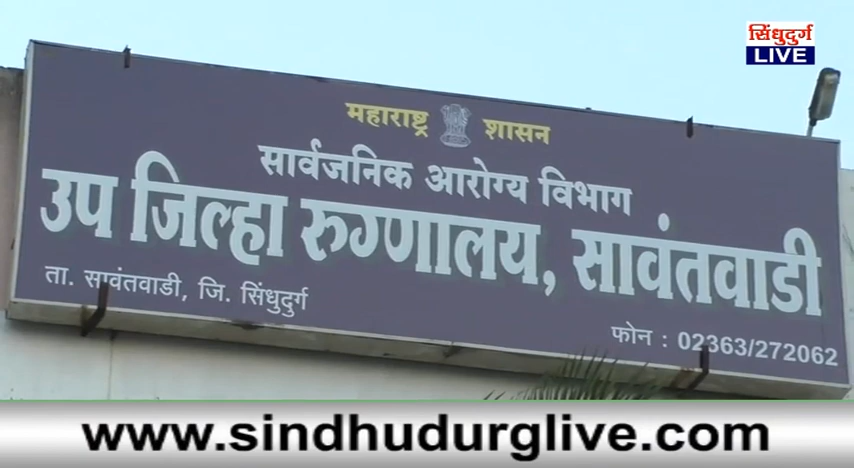 सिंधुदुर्ग
LIVE
महाराष्ट्र शासन
सार्वजनिक आरोग्य विभाग
उप जिल्हा रुग्णालय, सावंतवाडी
ता. सावंतवाडी, जि. सिंधुदुर्ग
फोन : 02363/272062
www.sindhudurglive.com